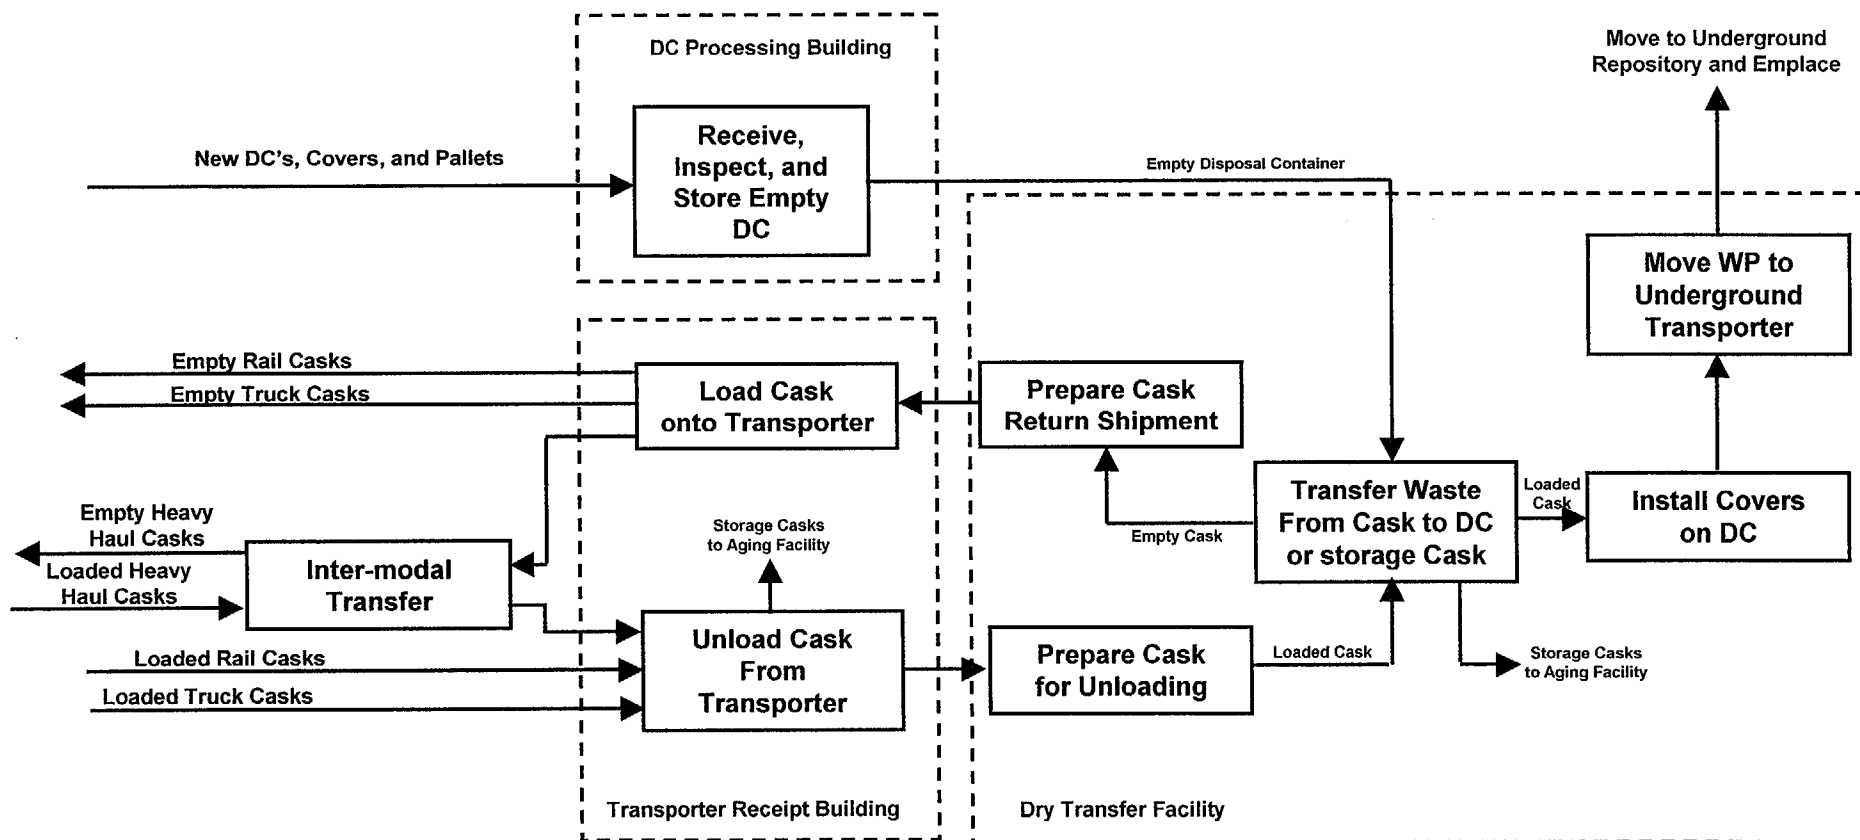 DC Processing Building
Move to Underground
Repository and Emplace
New DC's, Covers, and Pallets
Receive,
Inspect, and
Store Empty
DC
Empty Disposal Container
Move WP to
Underground
Transporter
Empty Rail Casks
Empty Truck Casks
Load Cask
onto Transporter
Prepare Cask
Return Shipment
Empty Heavy
Haul Casks
Loaded Heavy
Haul Casks
Inter-modal
Transfer
Storage Casks
to Aging Facility
Empty Cask
Transfer Waste
From Cask to DC
or storage Cask
Loaded
Cask
Install Covers
on DC
Loaded Rail Casks
Loaded Truck Casks
Unload Cask
From
Transporter
Prepare Cask
for Unloading
Loaded Cask
Storage Casks
to Aging Facility
Transporter Receipt Building
Dry Transfer Facility